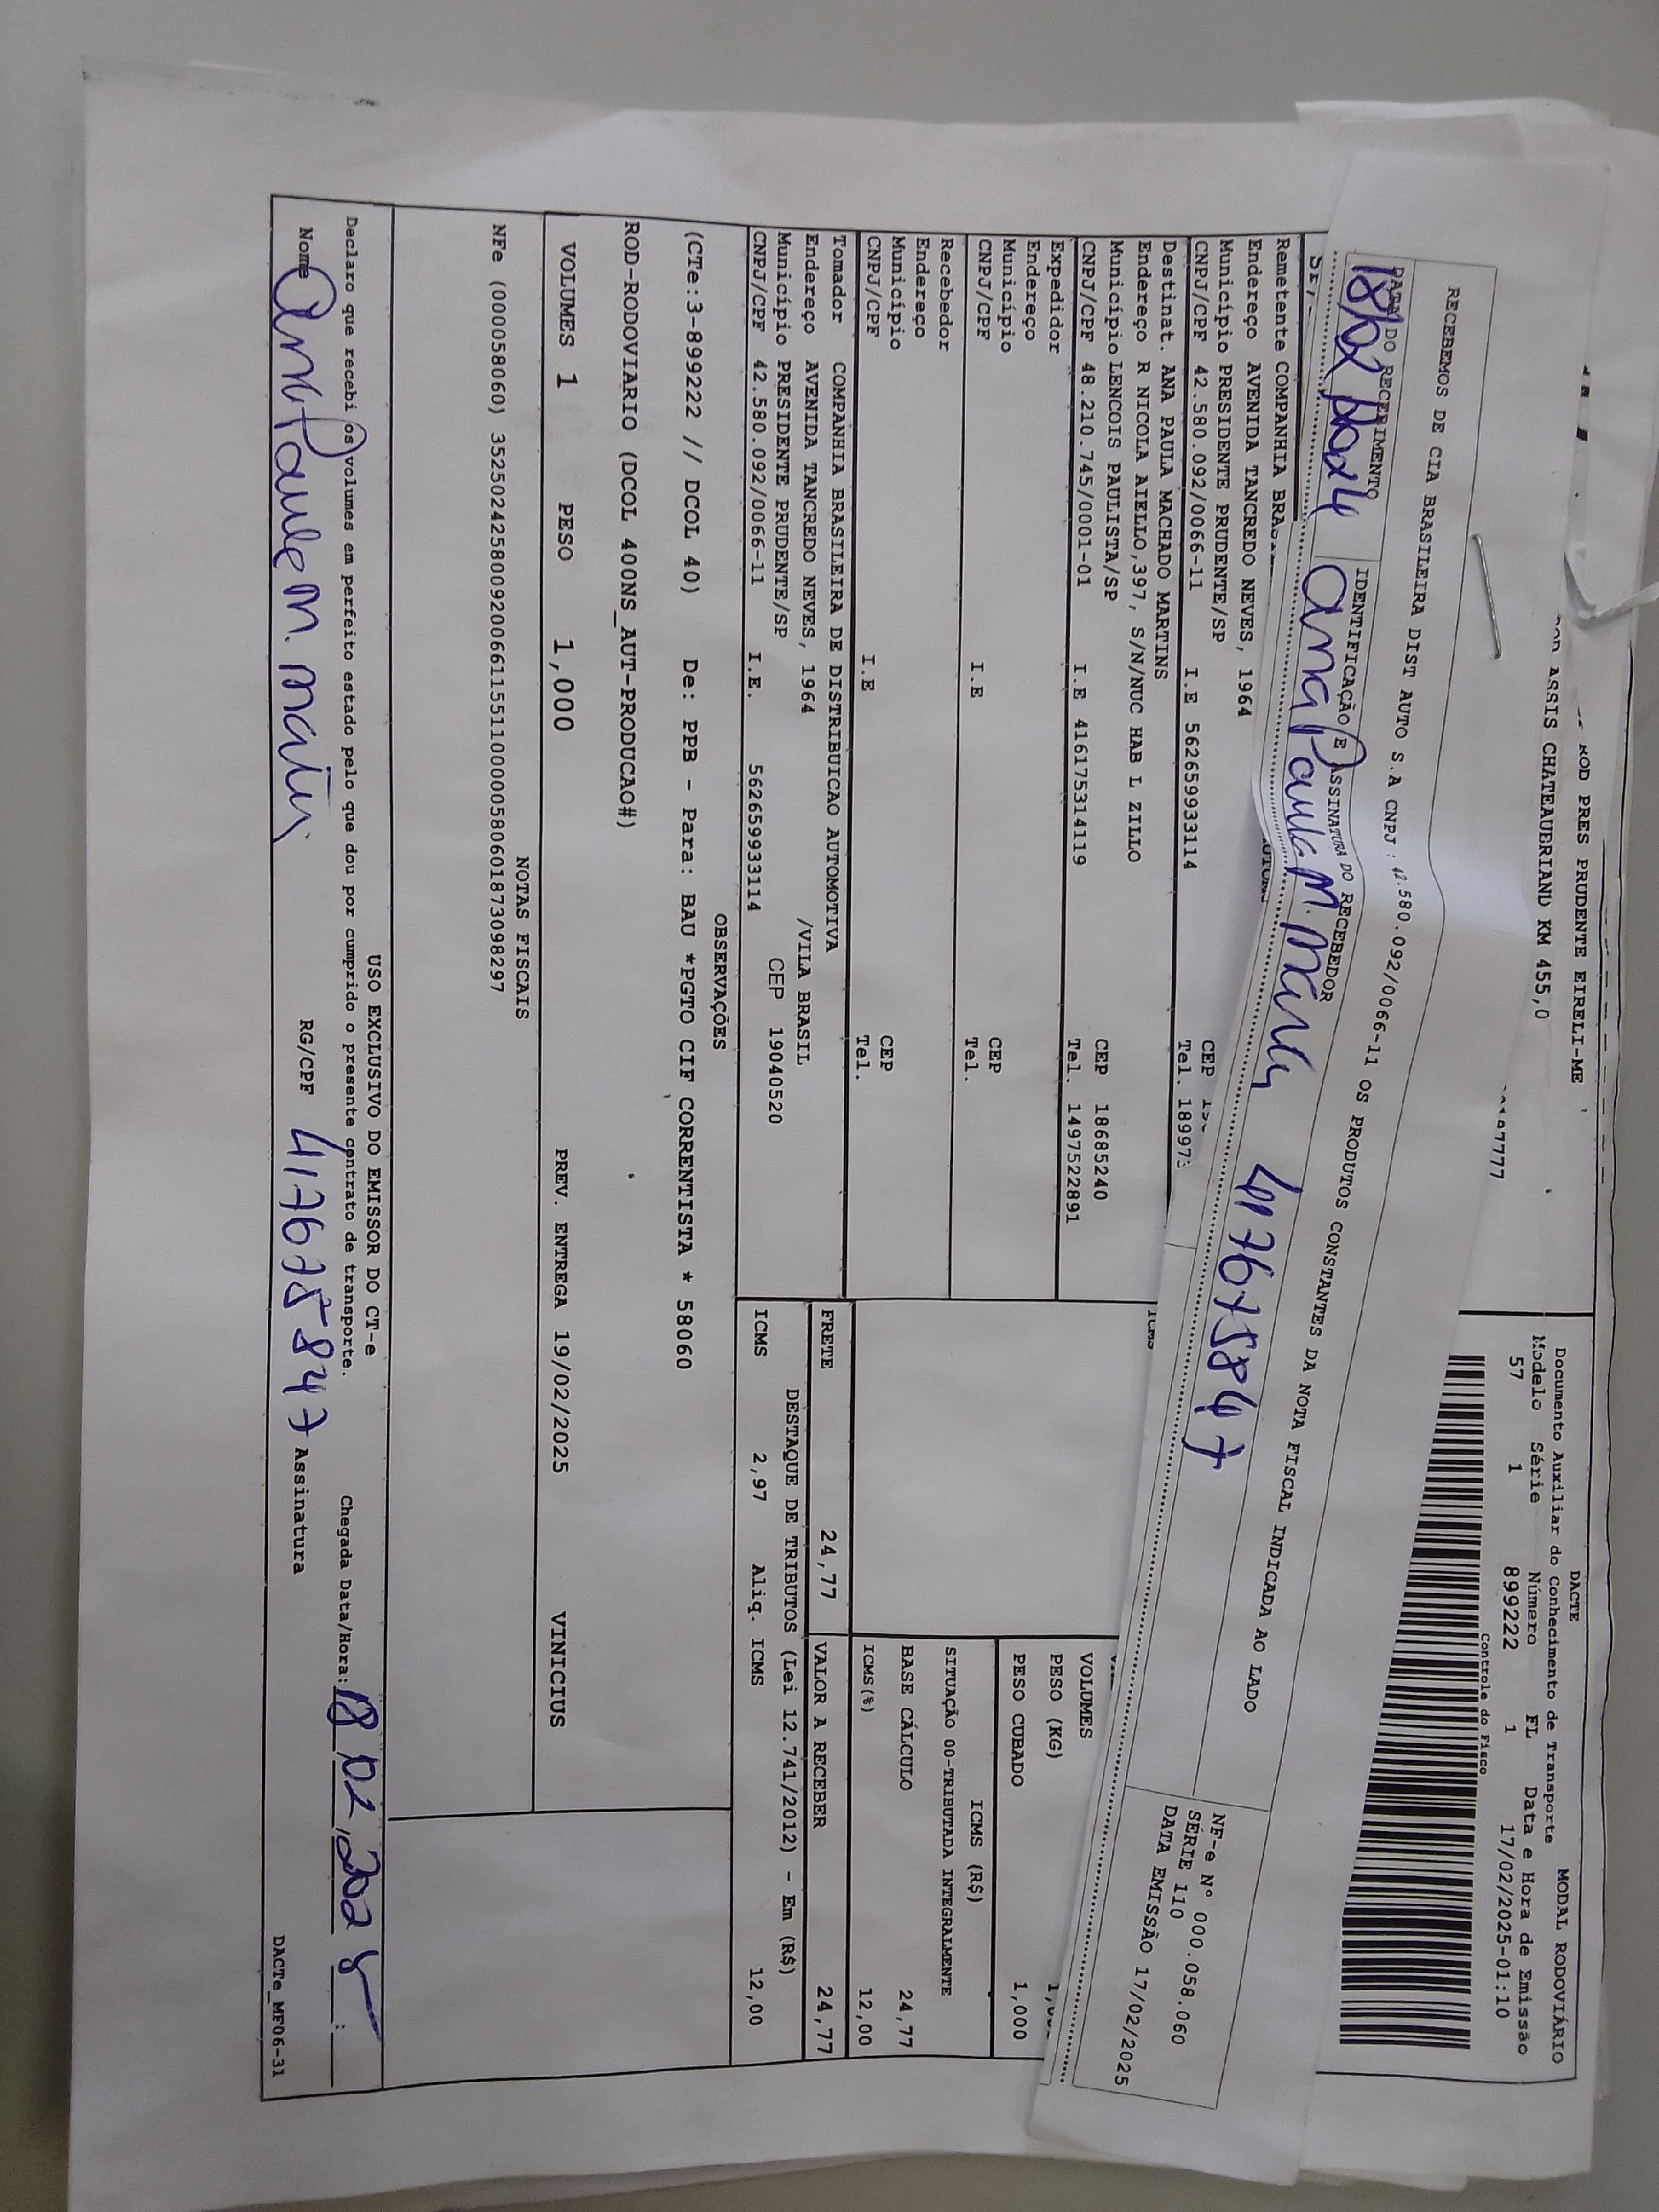 ROD PRES PRUDENTE EIRELI-ME
ASSIS CHATEAUBRIAND KM 455,0
DACTE
MODAL RODOVIÁRIO
Documento Auxiliar do Conhecimento de Transporte
Modelo Série Número FL Data e Hora de Emissão
57 1 899222 1 17/02/2025-01:10
Controle do Fisco
RECEBEMOS DE CIA BRASILEIRA DIST AUTO S.A CNPJ: 42.580.092/0066-11 OS PRODUTOS CONSTANTES DA NOTA FISCAL INDICADA AO LADO
DATA DO RECEBIMENTO
IDENTIFICAÇÃO E ASSINATURA DO RECEBEDOR
18/02/2024 Ana Paula M. Martins 417675847
NF-e Nº 000.058.060
SÉRIE 110
DATA EMISSÃO 17/02/2025
Remetente COMPANHIA
Endereço AVENIDA TANCREDO NEVES, 1964
Município PRESIDENTE PRUDENTE/SP CEP
CNPJ/CPF 42.580.092/0066-11 I.E 562659933114 Tel.
Destinat. ANA PAULA MACHADO MARTINS
Endereço R NICOLA AIELLO,397, S/N/NUC HAB L ZILLO
Município LENCOIS PAULISTA/SP CEP 18685240
CNPJ/CPF 48.210.745/0001-01 I.E 416175314119 Tel. 1497522891
Expedidor
Endereço
Município CEP
CNPJ/CPF I.E Tel.
Recebedor
Endereço
Município CEP
CNPJ/CPF I.E Tel.
Tomador COMPANHIA BRASILEIRA DE DISTRIBUICAO AUTOMOTIVA
Endereço AVENIDA TANCREDO NEVES, 1964 /VILA BRASIL
Município PRESIDENTE PRUDENTE/SP CEP 19040520
CNPJ/CPF 42.580.092/0066-11 I.E. 562659933114
VOLUMES
PESO (KG)
PESO CUBADO 1,000
ICMS (R$)
SITUAÇÃO 00-TRIBUTADA INTEGRALMENTE
BASE CÁLCULO 24,77
ICMS(%) 12,00
FRETE 24,77 VALOR A RECEBER 24,77
DESTAQUE DE TRIBUTOS (Lei 12.741/2012) - Em (R$)
ICMS 2,97 Aliq. ICMS 12,00
OBSERVAÇÕES
(CTe:3-899222 // DCOL 40) De: PPB - Para: BAU *PGTO CIF CORRENTISTA * 58060
ROD-RODOVIARIO (DCOL 400NS_AUT-PRODUCAO#)
VOLUMES 1 PESO 1,000 PREV. ENTREGA 19/02/2025 VINICIUS
NOTAS FISCAIS
NFe (000058060) 35250242580092006611551100000580601873098297
USO EXCLUSIVO DO EMISSOR DO CT-e
Declaro que recebi os volumes em perfeito estado pelo que dou por cumprido o presente contrato de transporte. Chegada Data/Hora: 18/02/2025
Nome Ana Paula M. Martins RG/CPF 417675847 Assinatura
DACTe_MF06-31